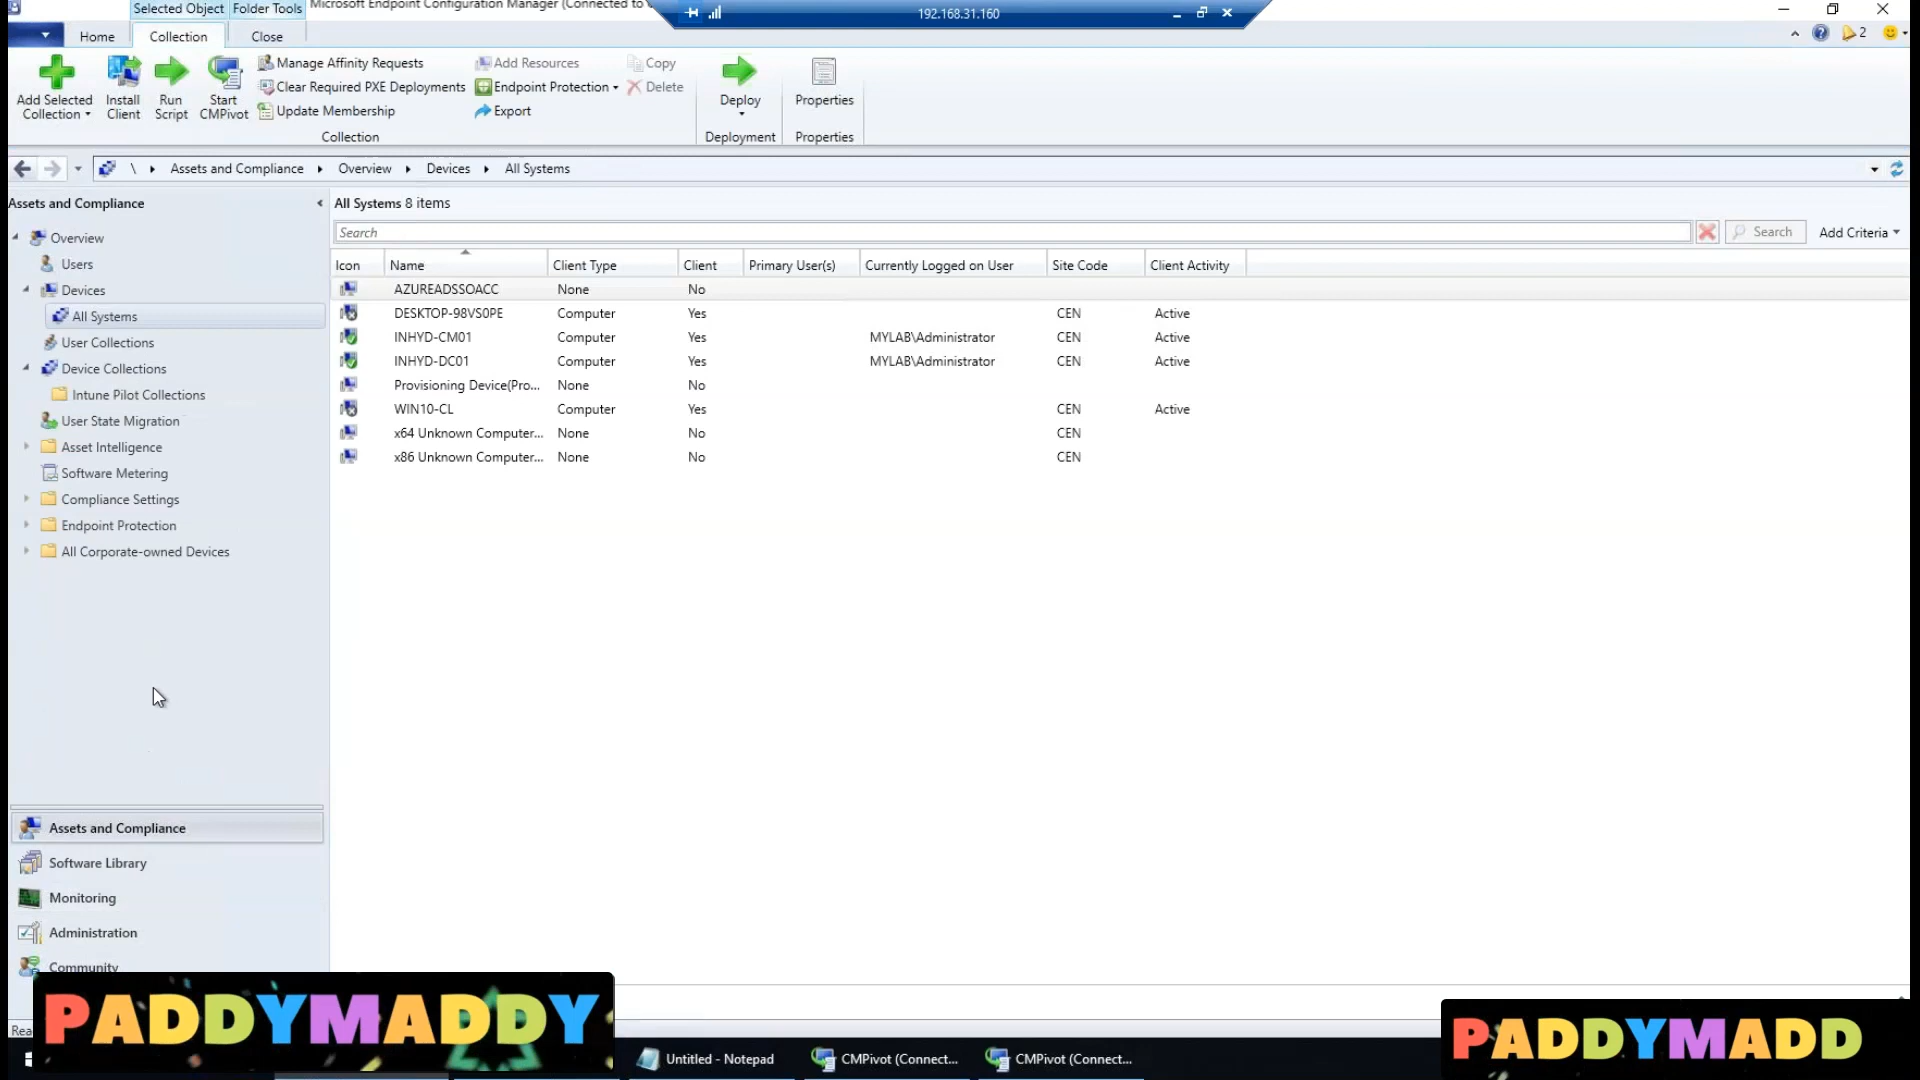 Selected Object Folder Tools Microsoft Endpoint Configuration Manager (Connected to 192.168.31.160
Home Collection Close 2
Add Selected Collection
Install Client
Run Script
Start CMPivot
Manage Affinity Requests
Clear Required PXE Deployments
Update Membership
Add Resources
Endpoint Protection
Export
Copy
Delete
Collection
Deploy
Deployment
Properties
Properties
\ Assets and Compliance Overview Devices All Systems
Assets and Compliance
Overview
Users
Devices
All Systems
User Collections
Device Collections
Intune Pilot Collections
User State Migration
Asset Intelligence
Software Metering
Compliance Settings
Endpoint Protection
All Corporate-owned Devices
Assets and Compliance
Software Library
Monitoring
Administration
Community
All Systems 8 items
Search Search Add Criteria
Icon Name Client Type Client Primary User(s) Currently Logged on User Site Code Client Activity
AZUREADSSOACC None No
DESKTOP-98VS0PE Computer Yes CEN Active
INHYD-CM01 Computer Yes MYLAB\Administrator CEN Active
INHYD-DC01 Computer Yes MYLAB\Administrator CEN Active
Provisioning Device(Pro... None No
WIN10-CL Computer Yes CEN Active
x64 Unknown Computer... None No CEN
x86 Unknown Computer... None No CEN
PADDYMADDY
Untitled - Notepad CMPivot (Connect... CMPivot (Connect...
PADDYMADD